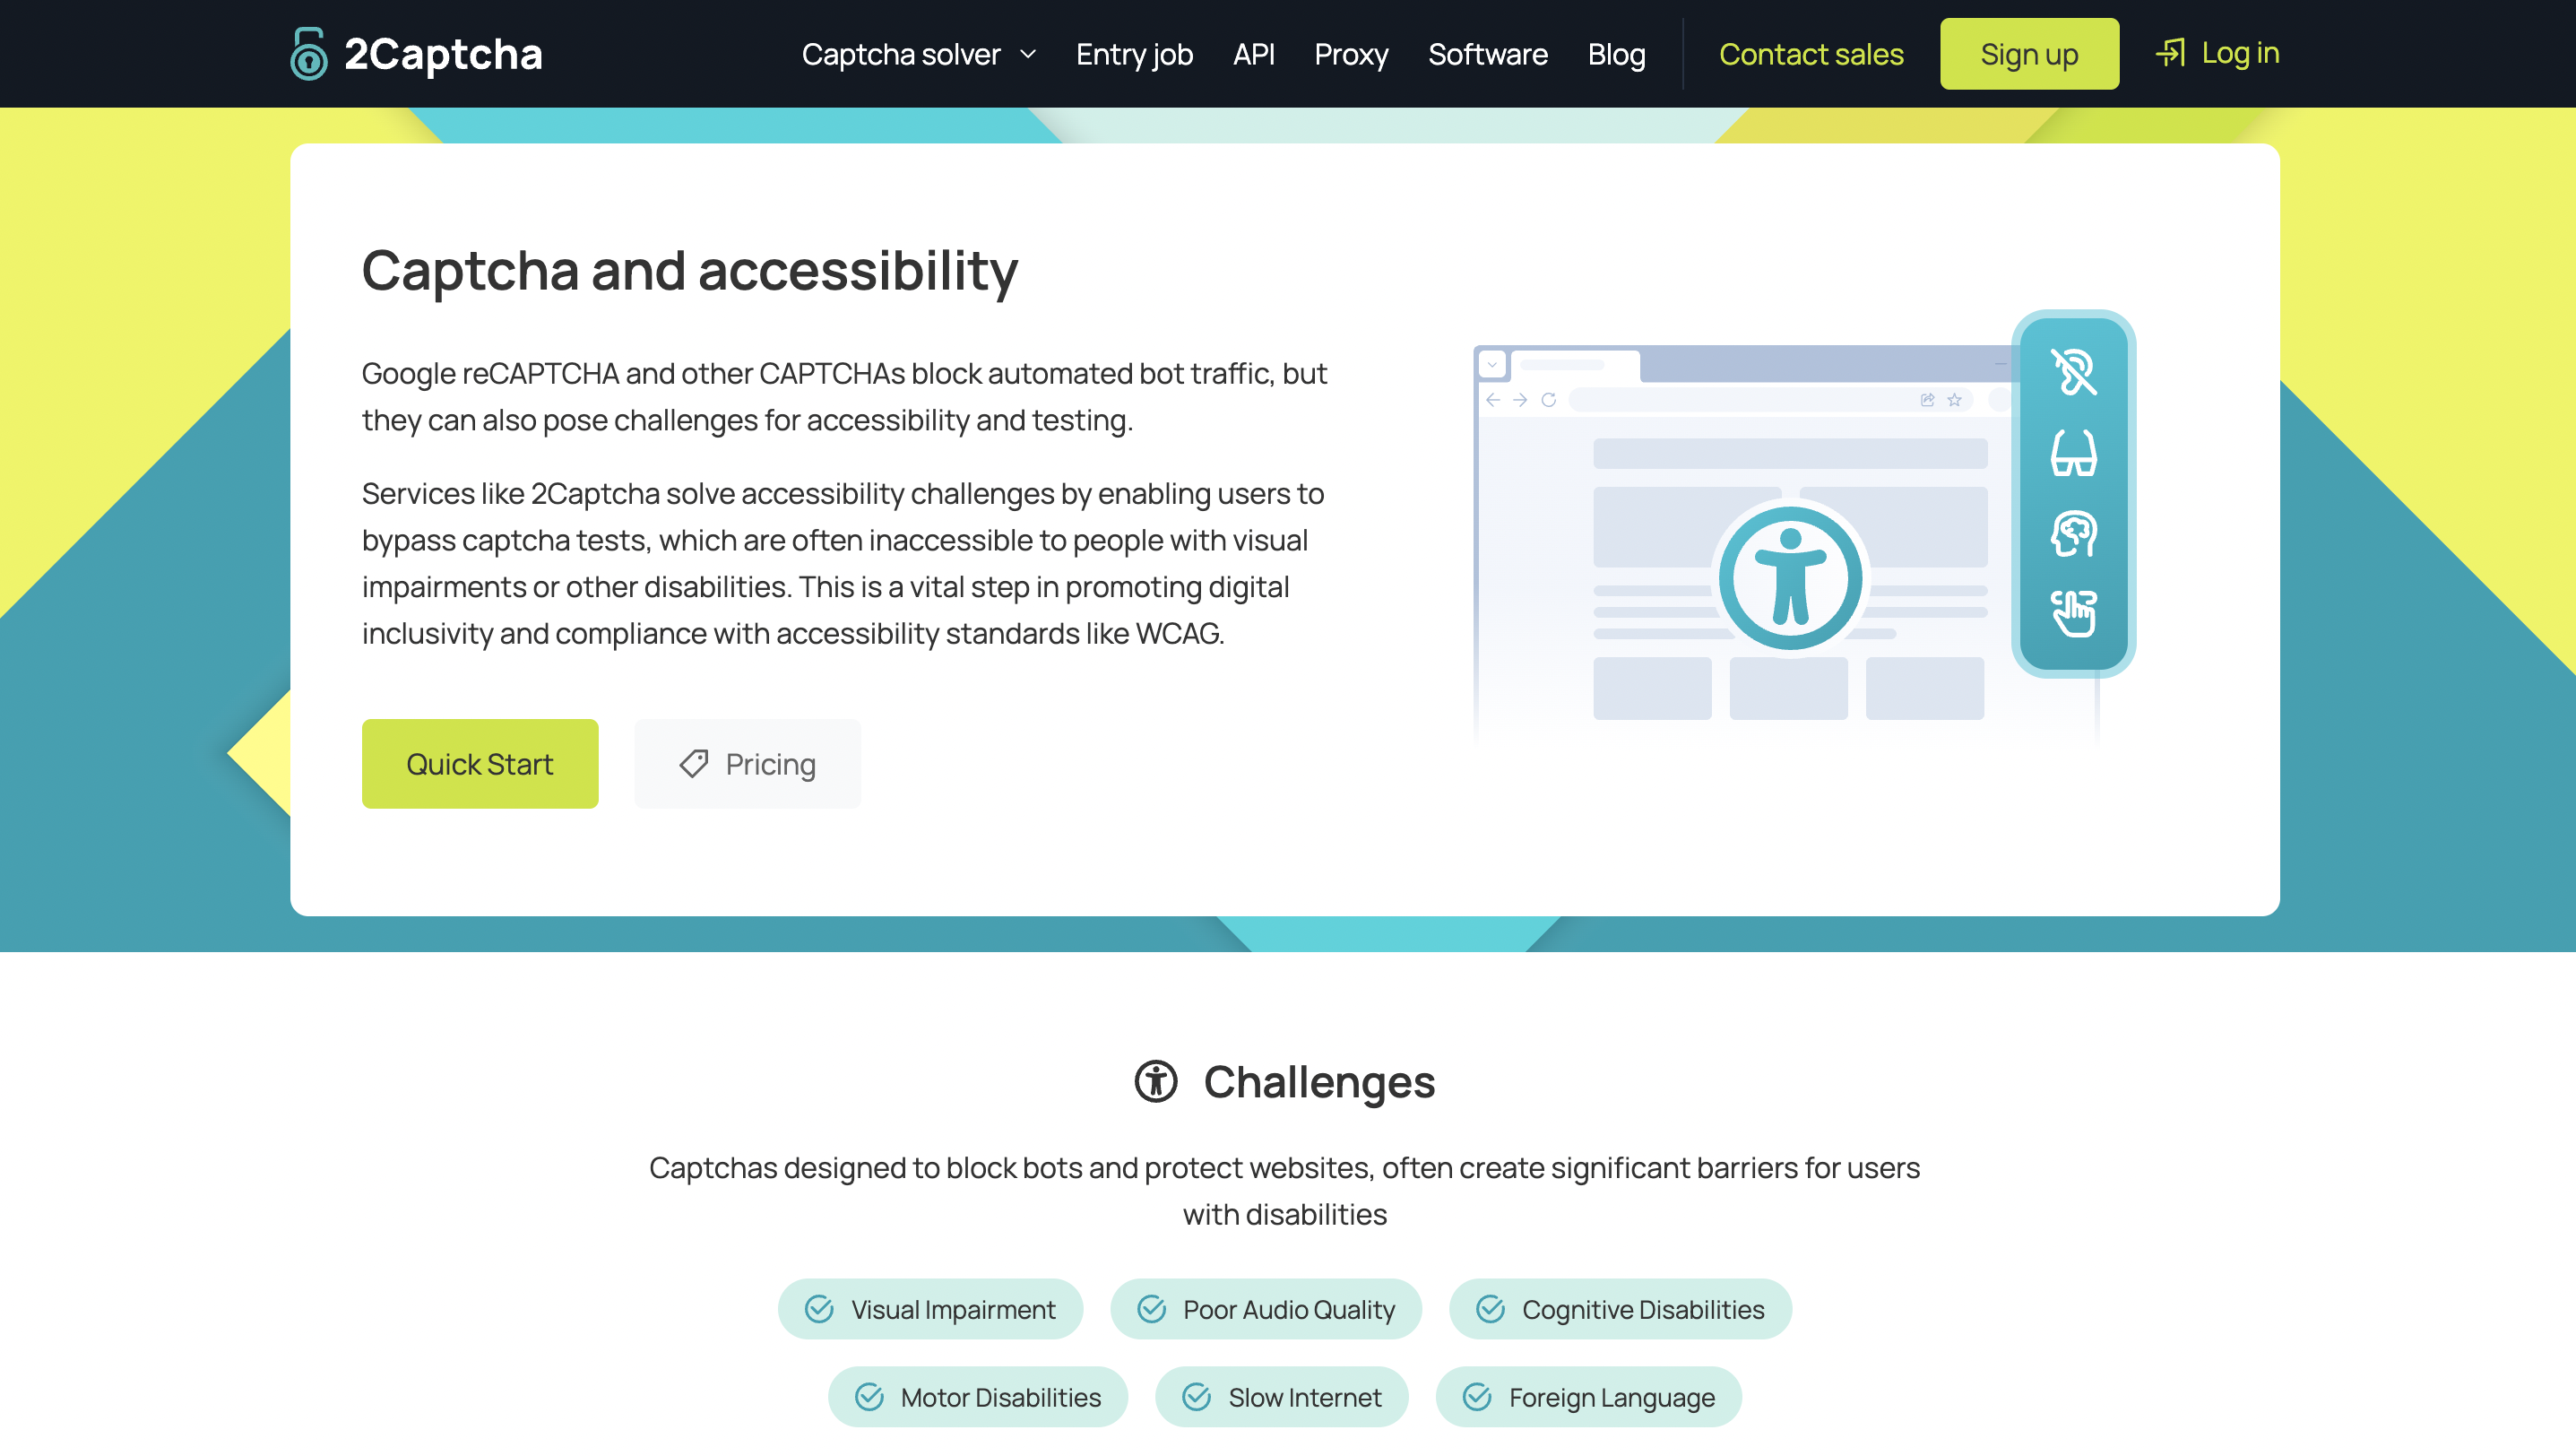 2Captcha
Captcha solver
Entry job
API
Proxy
Software
Blog
Contact sales
Sign up
Log in
Captcha and accessibility
Google reCAPTCHA and other CAPTCHAs block automated bot traffic, but
they can also pose challenges for accessibility and testing.
Services like 2Captcha solve accessibility challenges by enabling users to
bypass captcha tests, which are often inaccessible to people with visual
impairments or other disabilities. This is a vital step in promoting digital
inclusivity and compliance with accessibility standards like WCAG.
Quick Start
Pricing
Challenges
Captchas designed to block bots and protect websites, often create significant barriers for users
with disabilities
Visual Impairment
Poor Audio Quality
Cognitive Disabilities
Motor Disabilities
Slow Internet
Foreign Language